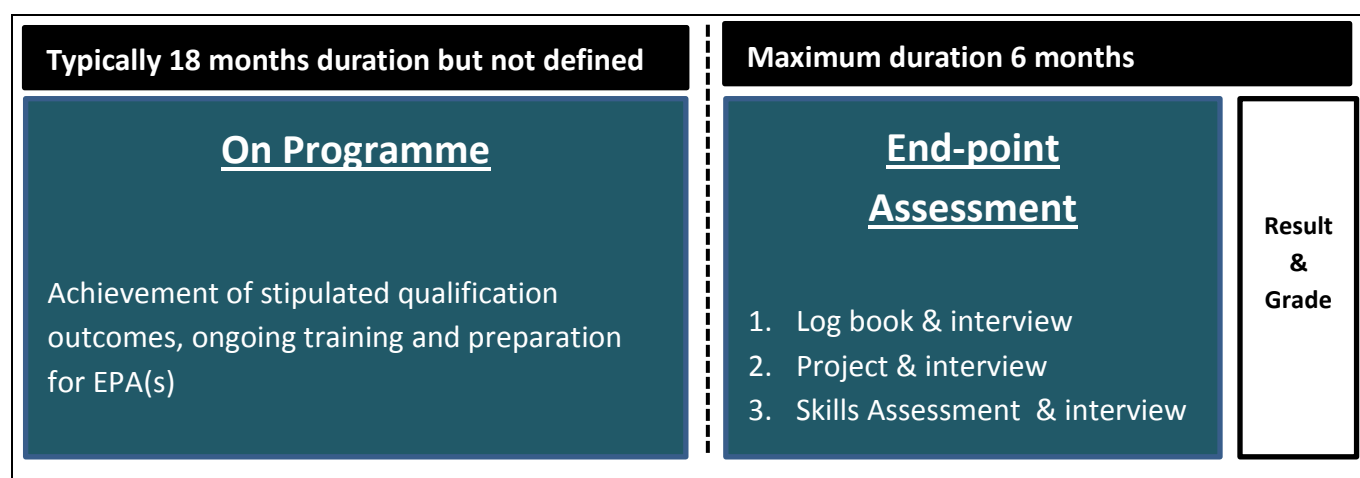 Typically 18 months duration but not defined
On Programme
Achievement of stipulated qualification
outcomes, ongoing training and preparation
for EPA(s)
Maximum duration 6 months
End-point
Assessment
1. Log book & interview
2. Project & interview
3. Skills Assessment & interview
Result
&
Grade